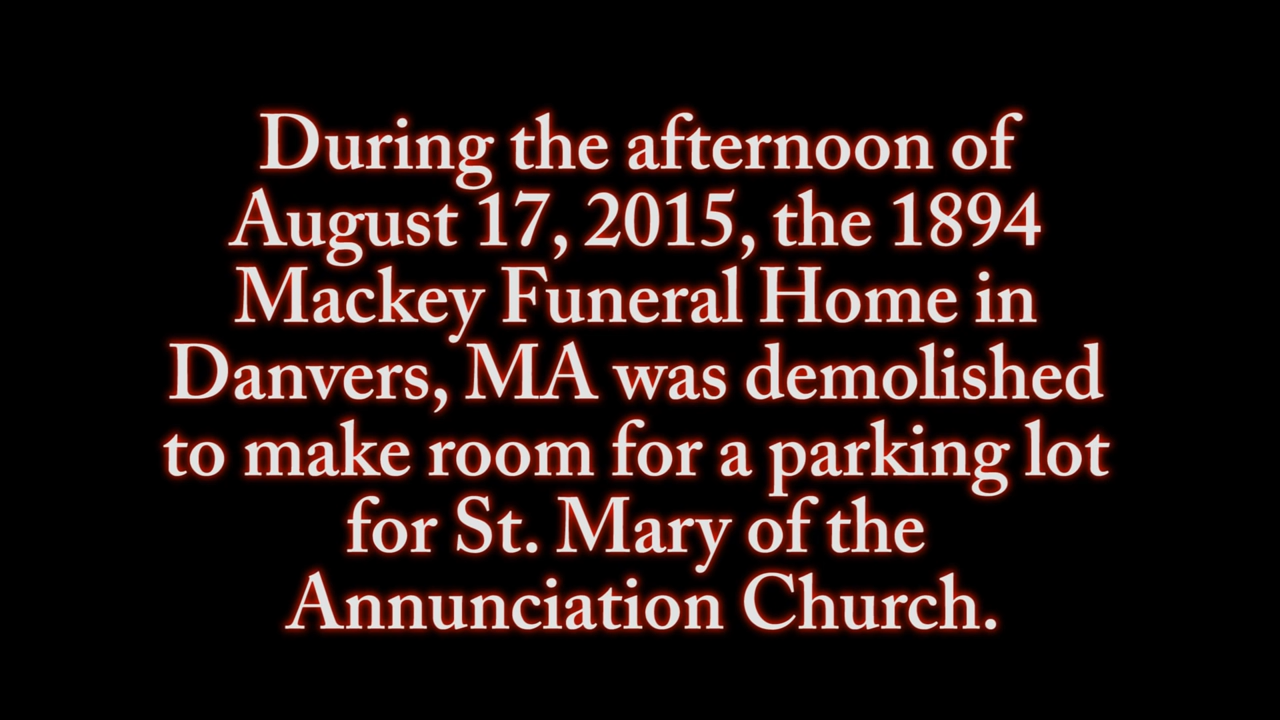 During the afternoon of
August 17, 2015, the 1894
Mackey Funeral Home in
Danvers, MA was demolished
to make room for a parking lot
for St. Mary of the
Annunciation Church.